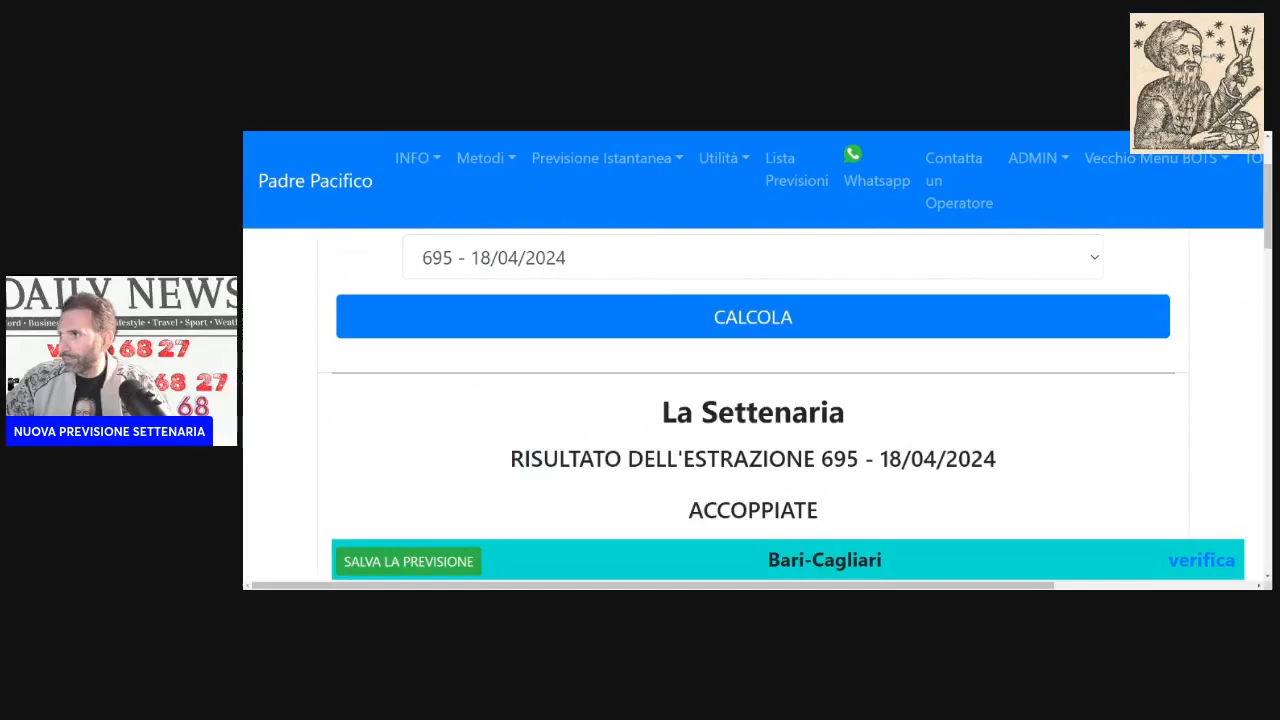 INFO
Metodi
Previsione Istantanea
Utilità
Lista
Previsioni
Whatsapp
Contatta
un
Operatore
ADMIN
Vecchio Menu BOTS
TO
Padre Pacifico
695 - 18/04/2024
CALCOLA
La Settenaria
RISULTATO DELL'ESTRAZIONE 695 - 18/04/2024
ACCOPPIATE
SALVA LA PREVISIONE
Bari-Cagliari
verifica
DAILY NEWS
68 27
68 27
68
NUOVA PREVISIONE SETTENARIA